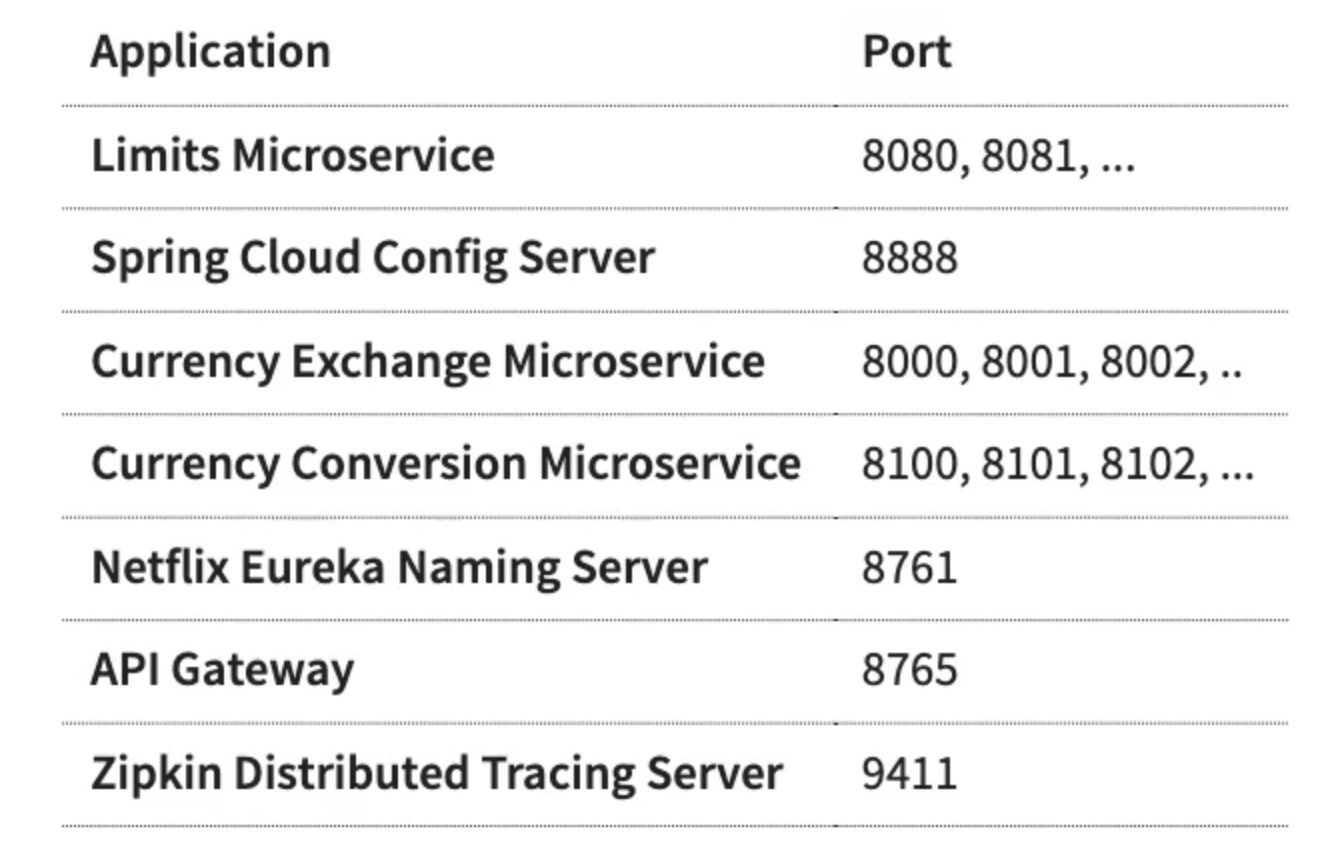 Application Port
Limits Microservice 8080, 8081, ...
Spring Cloud Config Server 8888
Currency Exchange Microservice 8000, 8001, 8002, ..
Currency Conversion Microservice 8100, 8101, 8102, ...
Netflix Eureka Naming Server 8761
API Gateway 8765
Zipkin Distributed Tracing Server 9411